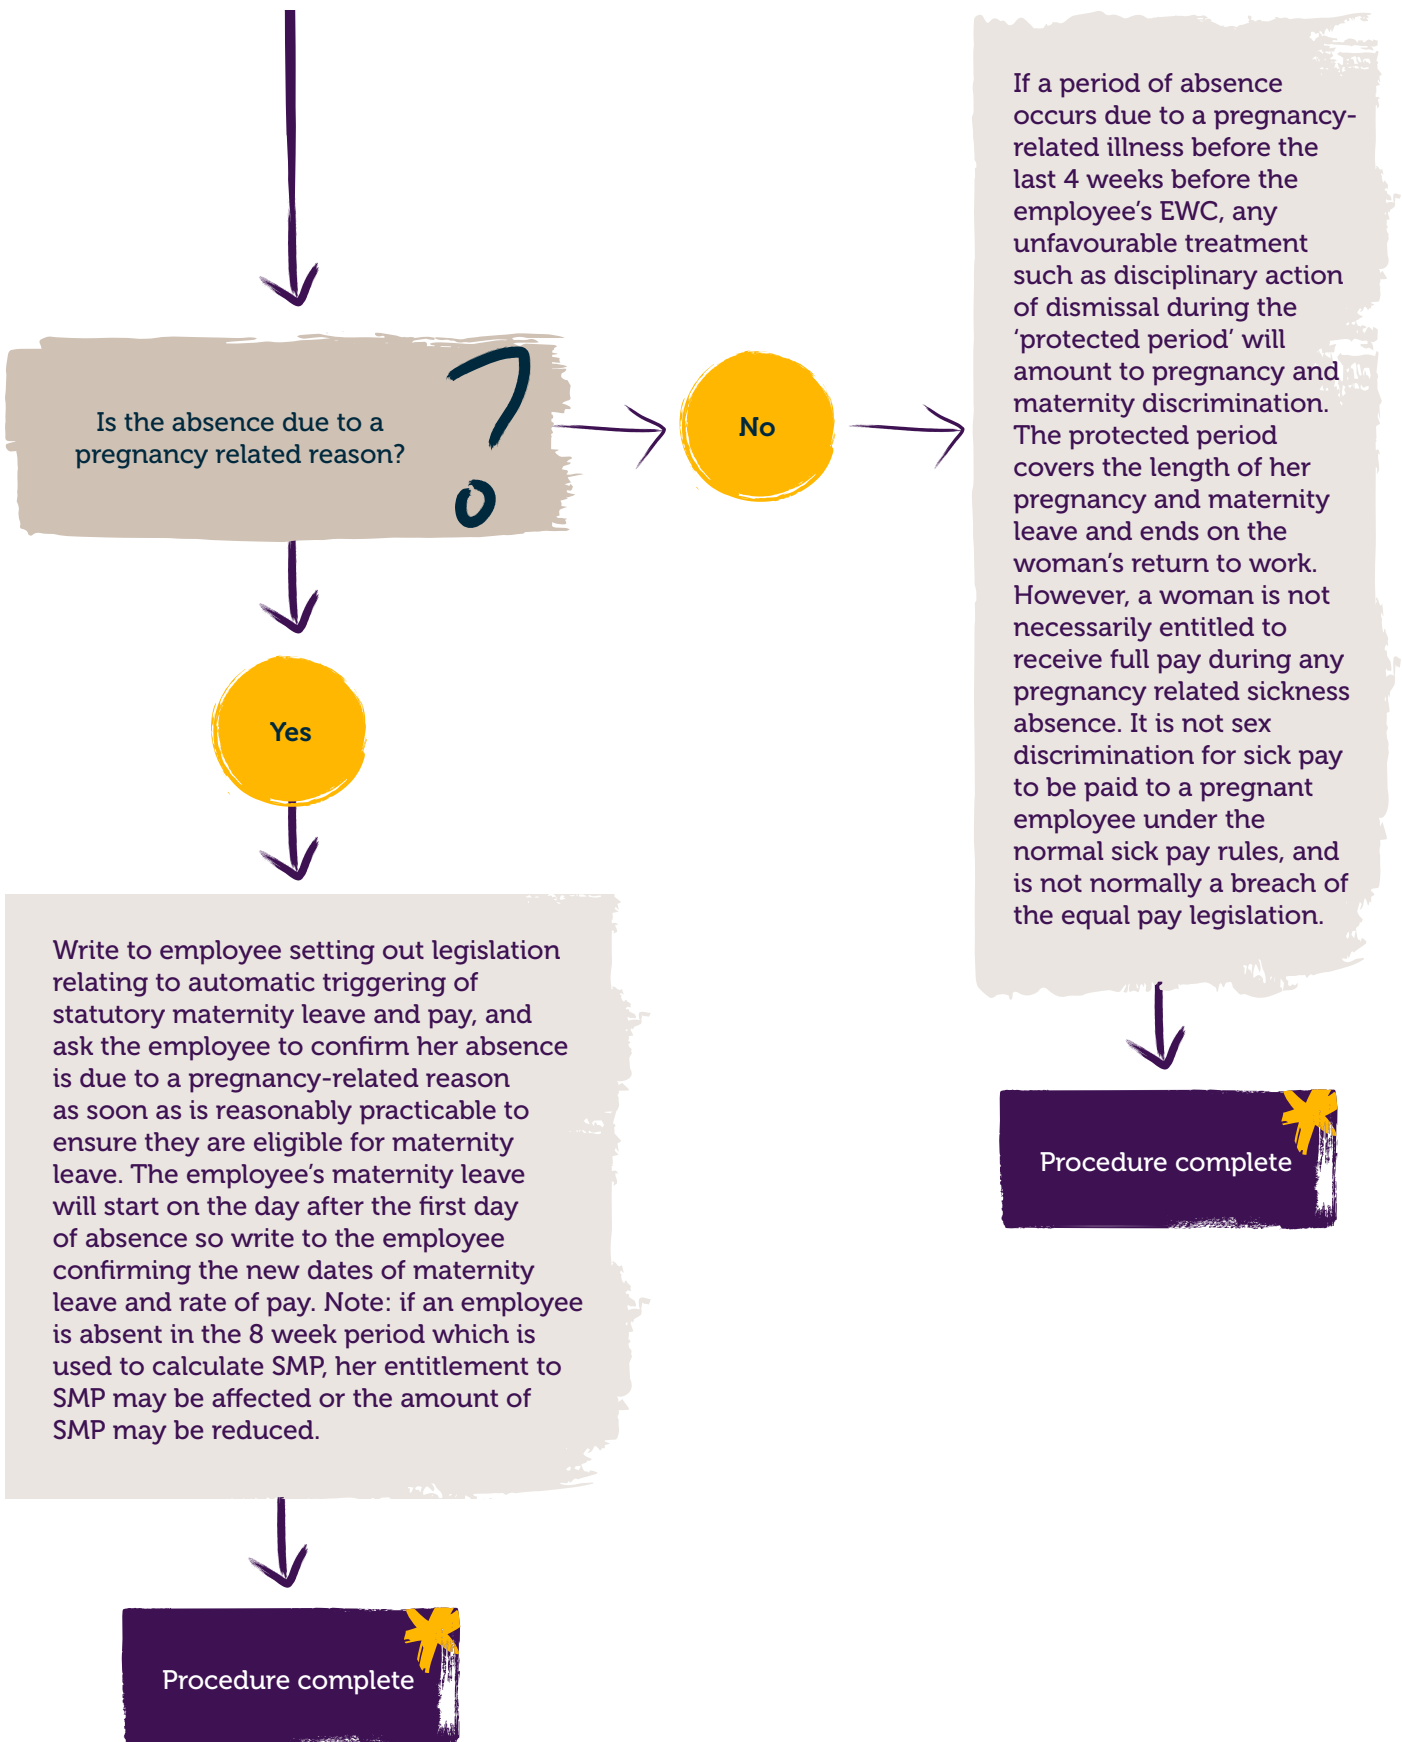 Is the absence due to a
pregnancy related reason?
No
If a period of absence
occurs due to a pregnancy-
related illness before the
last 4 weeks before the
employee’s EWC, any
unfavourable treatment
such as disciplinary action
of dismissal during the
‘protected period’ will
amount to pregnancy and
maternity discrimination.
The protected period
covers the length of her
pregnancy and maternity
leave and ends on the
woman’s return to work.
However, a woman is not
necessarily entitled to
receive full pay during any
pregnancy related sickness
absence. It is not sex
discrimination for sick pay
to be paid to a pregnant
employee under the
normal sick pay rules, and
is not normally a breach of
the equal pay legislation.
Procedure complete
Yes
Write to employee setting out legislation
relating to automatic triggering of
statutory maternity leave and pay, and
ask the employee to confirm her absence
is due to a pregnancy-related reason
as soon as is reasonably practicable to
ensure they are eligible for maternity
leave. The employee’s maternity leave
will start on the day after the first day
of absence so write to the employee
confirming the new dates of maternity
leave and rate of pay. Note: if an employee
is absent in the 8 week period which is
used to calculate SMP, her entitlement to
SMP may be affected or the amount of
SMP may be reduced.
Procedure complete